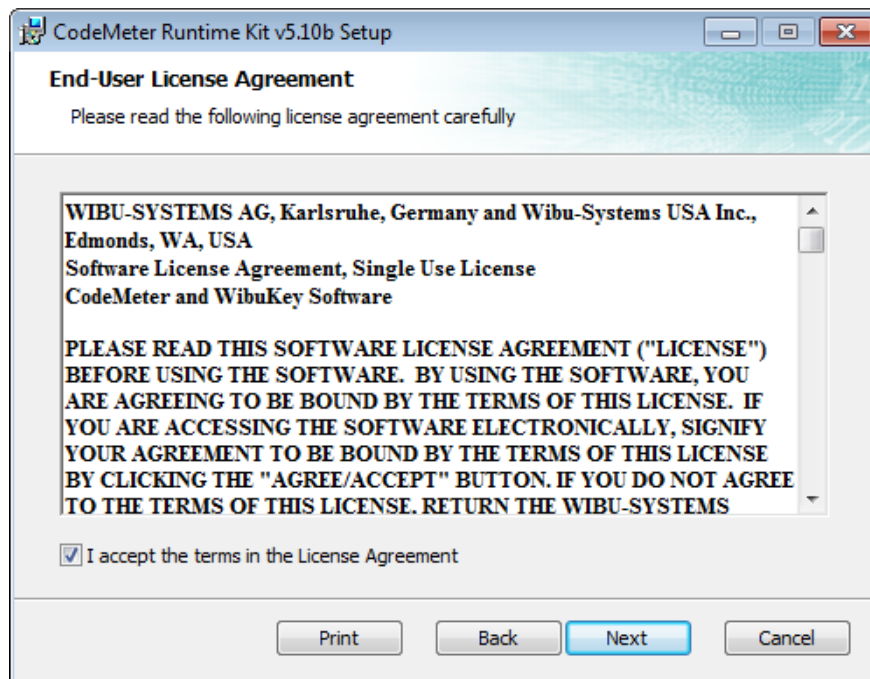 CodeMeter Runtime Kit v5.10b Setup
End-User License Agreement
Please read the following license agreement carefully
WIBU-SYSTEMS AG, Karlsruhe, Germany and Wibu-Systems USA Inc.,
Edmonds, WA, USA
Software License Agreement, Single Use License
CodeMeter and WibuKey Software
PLEASE READ THIS SOFTWARE LICENSE AGREEMENT ("LICENSE")
BEFORE USING THE SOFTWARE.  BY USING THE SOFTWARE, YOU
ARE AGREEING TO BE BOUND BY THE TERMS OF THIS LICENSE.  IF
YOU ARE ACCESSING THE SOFTWARE ELECTRONICALLY, SIGNIFY
YOUR AGREEMENT TO BE BOUND BY THE TERMS OF THIS LICENSE
BY CLICKING THE "AGREE/ACCEPT" BUTTON. IF YOU DO NOT AGREE
TO THE TERMS OF THIS LICENSE. RETURN THE WIBU-SYSTEMS
I accept the terms in the License Agreement
Print Back Next Cancel